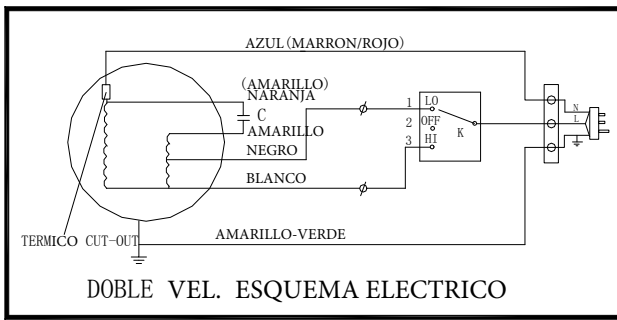 AZUL (MARRON/ROJO)
(AMARILLO)
NARANJA
C
AMARILLO
NEGRO
BLANCO
AMARILLO-VERDE
TERMICO CUT-OUT
1 LO
2 OFF
3 HI
K
N
L
DOBLE VEL. ESQUEMA ELECTRICO